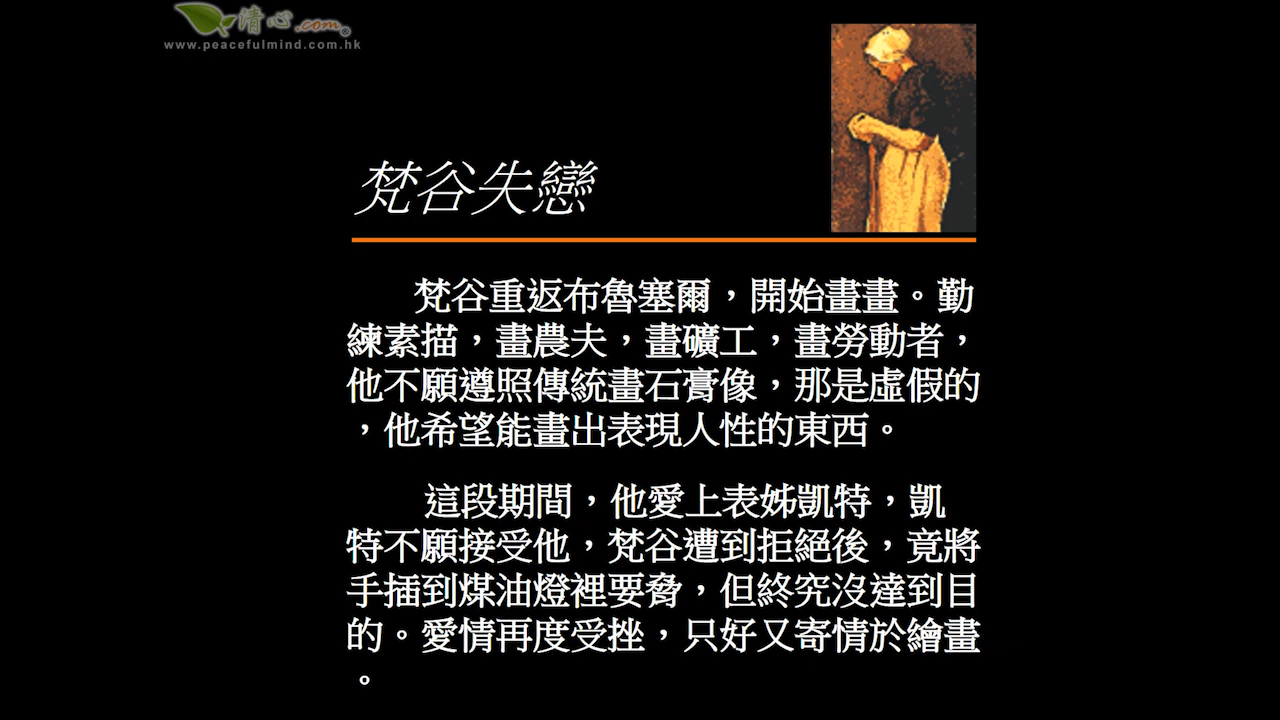 清心.com
www.peacefulmind.com.hk
梵谷失戀
梵谷重返布魯塞爾，開始畫畫。勤
練素描，畫農夫，畫礦工，畫勞動者，
他不願遵照傳統畫石膏像，那是虛假的
，他希望能畫出表現人性的東西。
這段期間，他愛上表姊凱特，凱
特不願接受他，梵谷遭到拒絕後，竟將
手插到煤油燈裡要脅，但終究沒達到目
的。愛情再度受挫，只好又寄情於繪畫
。